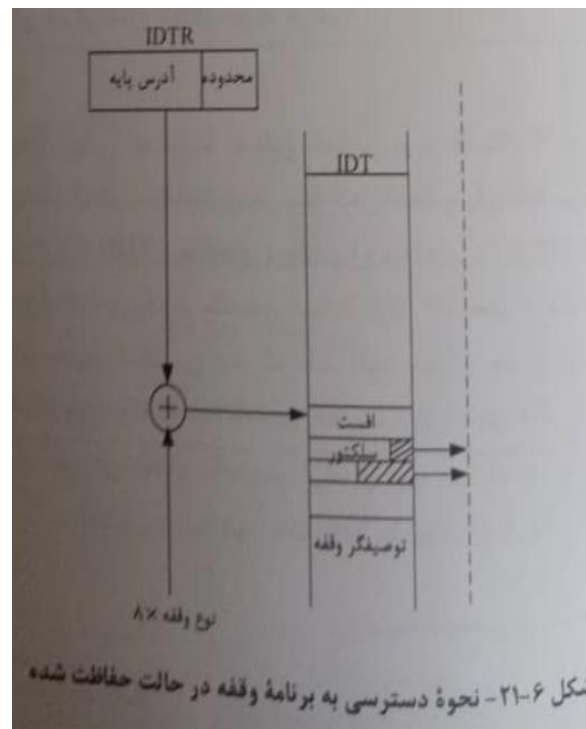 IDTR
آدرس پایه
محدوده
IDT
افست
سلکتور
توصیفگر وقفه
نوع وقفه ×۸
شکل ۶-۲۱- نحوهٔ دسترسی به برنامهٔ وقفه در حالت حفاظت شده